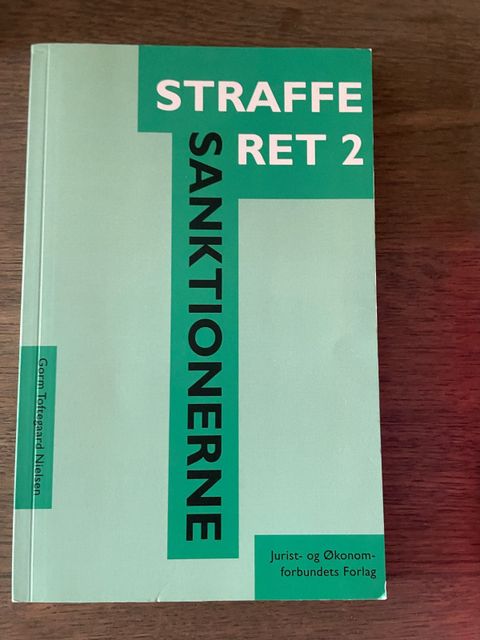 STRAFFE
RET 2
SANKTIONERNE
Gorm Toftegaard Nielsen
Jurist- og Økonom-
forbundets Forlag